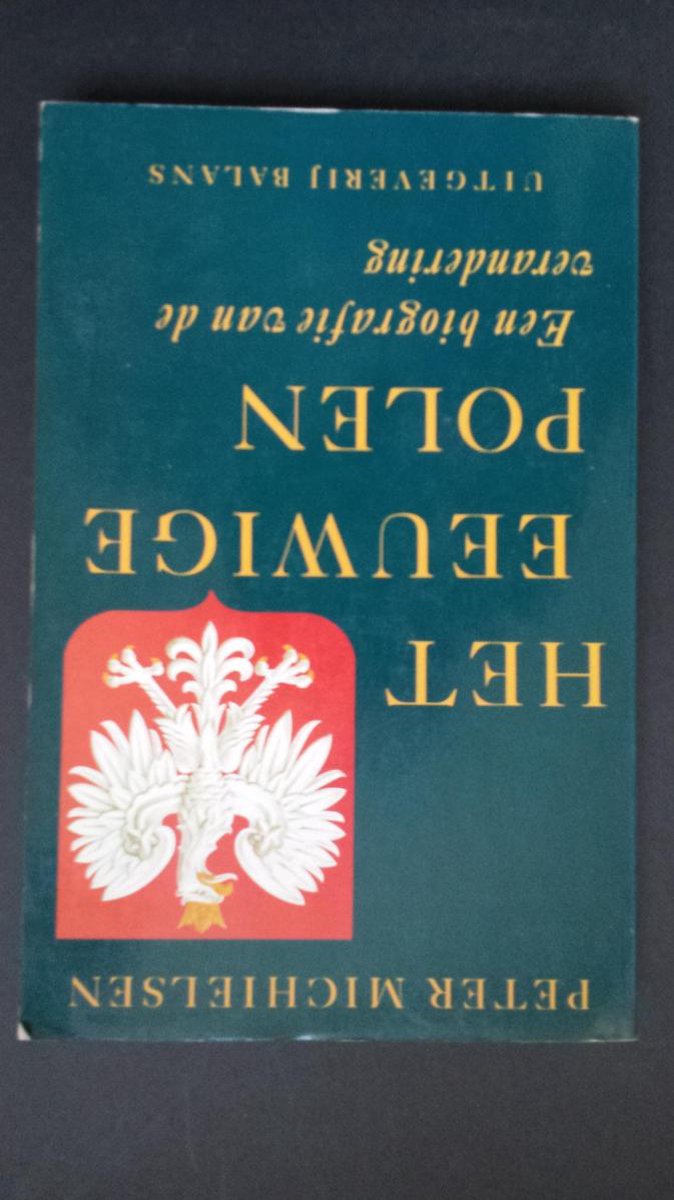 PETER MICHIELSEN
HET
EEUWIGE
POLEN
Een biografie van de
verandering
UITGEVERIJ BALANS